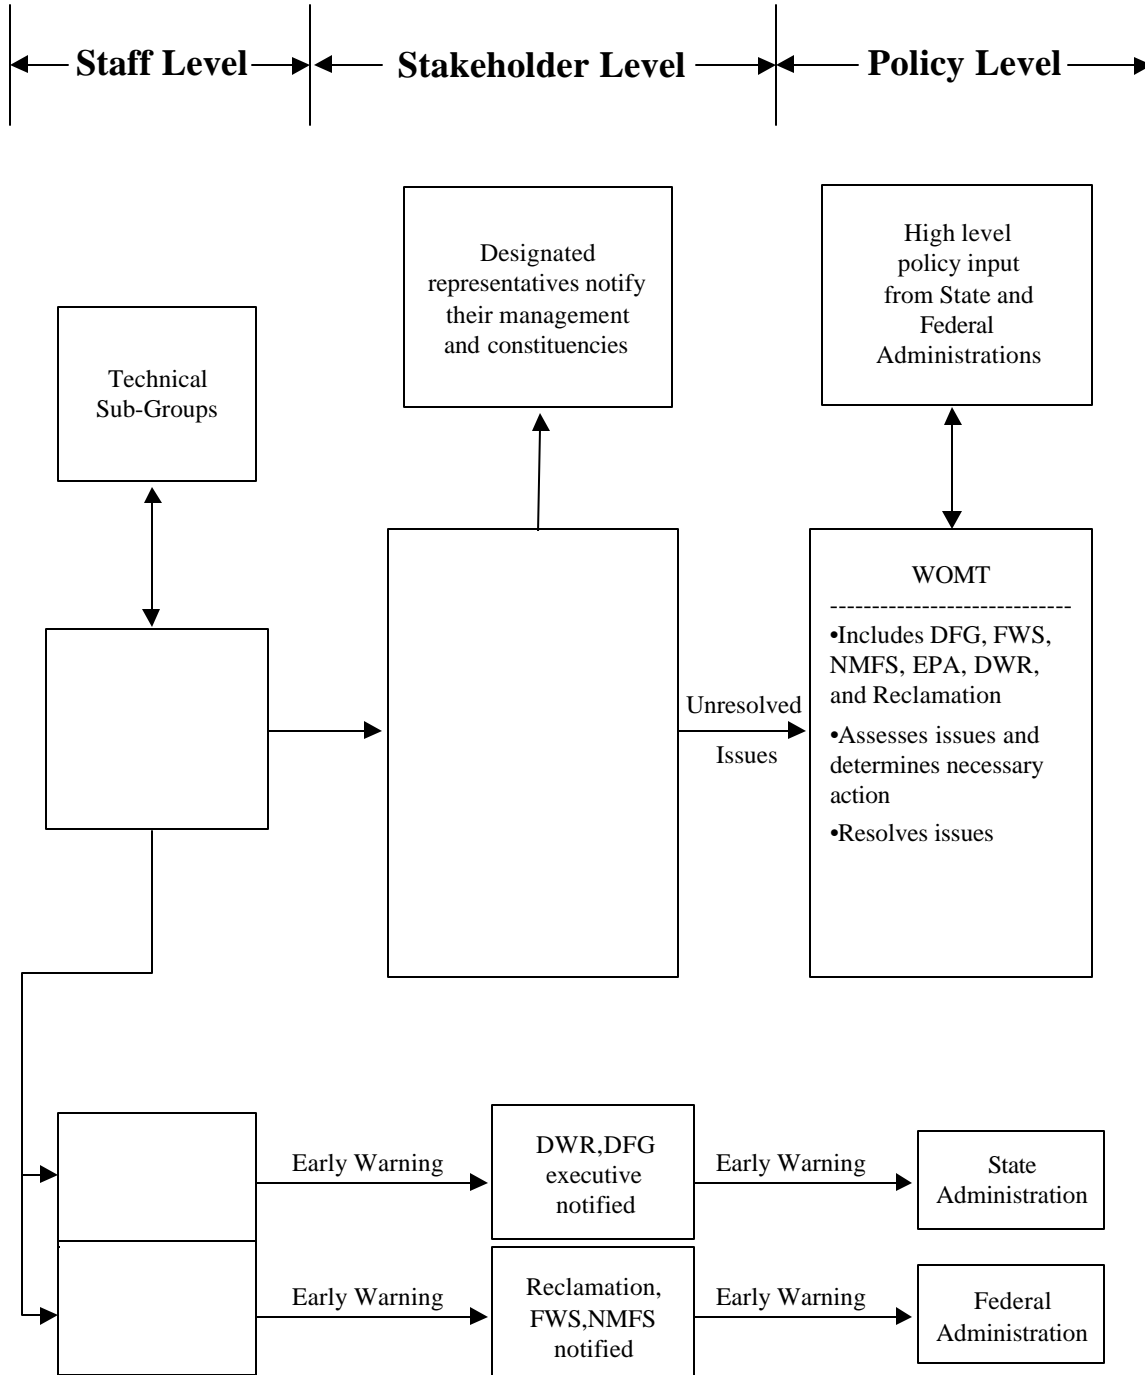 Staff Level
Stakeholder Level
Policy Level
Technical
Sub-Groups
Designated
representatives notify
their management
and constituencies
High level
policy input
from State and
Federal
Administrations
Unresolved
Issues
WOMT
-----------------------------
•Includes DFG, FWS,
NMFS, EPA, DWR,
and Reclamation
•Assesses issues and
determines necessary
action
•Resolves issues
Early Warning
DWR,DFG
executive
notified
Early Warning
State
Administration
Early Warning
Reclamation,
FWS,NMFS
notified
Early Warning
Federal
Administration